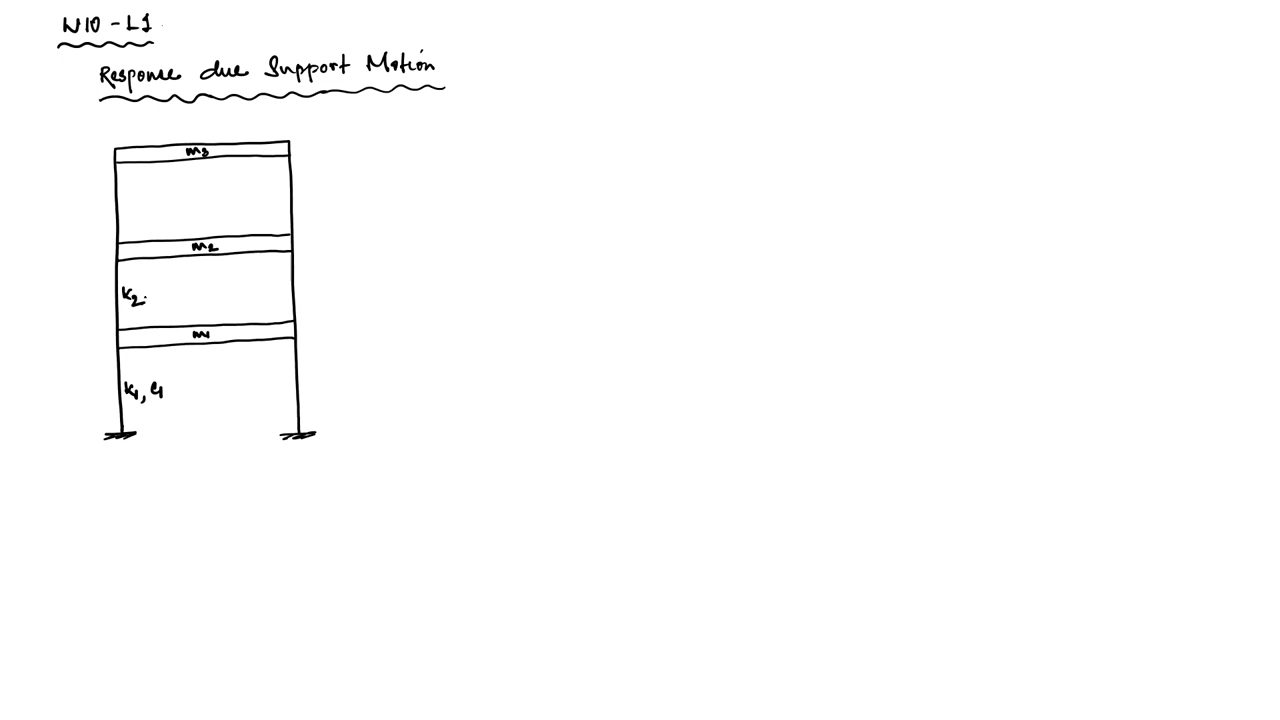 W10 - L1
Response due Support Motion
m3
m2
k2.
m1
k1, c1